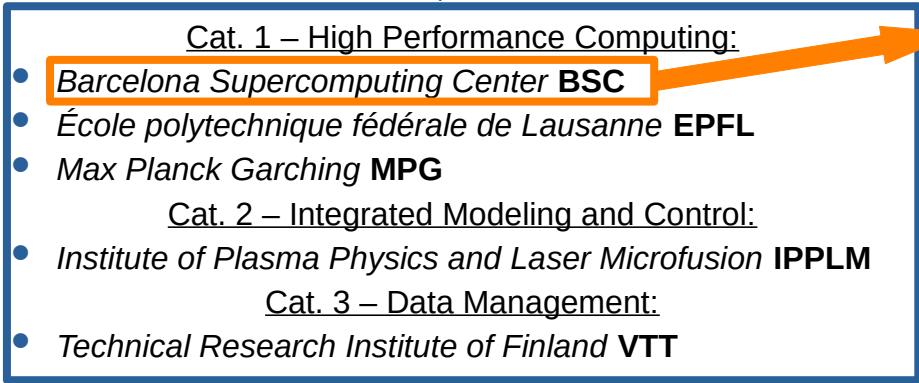 Cat. 1 – High Performance Computing:
Barcelona Supercomputing Center BSC
École polytechnique fédérale de Lausanne EPFL
Max Planck Garching MPG
Cat. 2 – Integrated Modeling and Control:
Institute of Plasma Physics and Laser Microfusion IPPLM
Cat. 3 – Data Management:
Technical Research Institute of Finland VTT